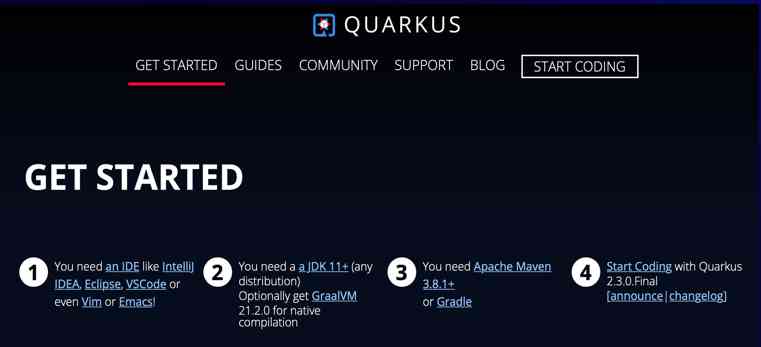 QUARKUS
GET STARTED GUIDES COMMUNITY SUPPORT BLOG START CODING
GET STARTED
1
You need an IDE like IntelliJ
IDEA, Eclipse, VSCode or
even Vim or Emacs!
2
You need a a JDK 11+ (any
distribution)
Optionally get GraalVM
21.2.0 for native
compilation
3
You need Apache Maven
3.8.1+
or Gradle
4
Start Coding with Quarkus
2.3.0.Final
[announce|changelog]